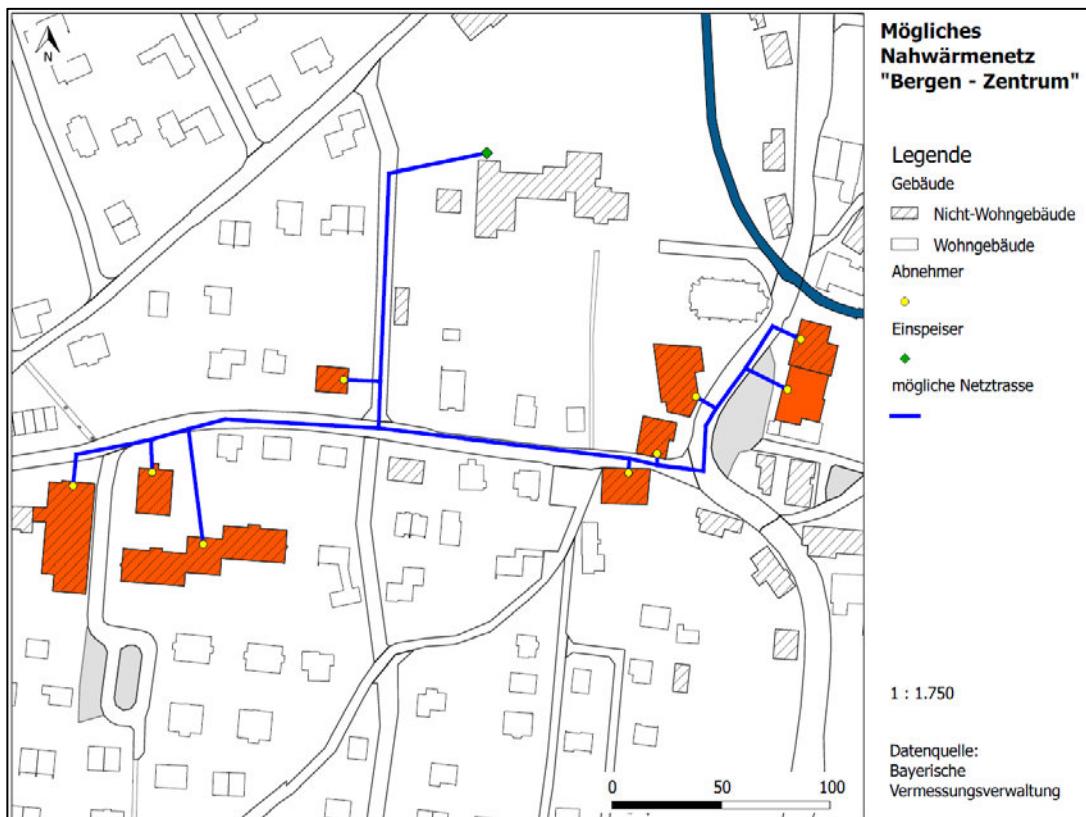 N
Mögliches
Nahwärmenetz
"Bergen - Zentrum"
Legende
Gebäude
Nicht-Wohngebäude
Wohngebäude
Abnehmer
Einspeiser
mögliche Netztrasse
1 : 1.750
Datenquelle:
Bayerische
Vermessungsverwaltung
0 50 100